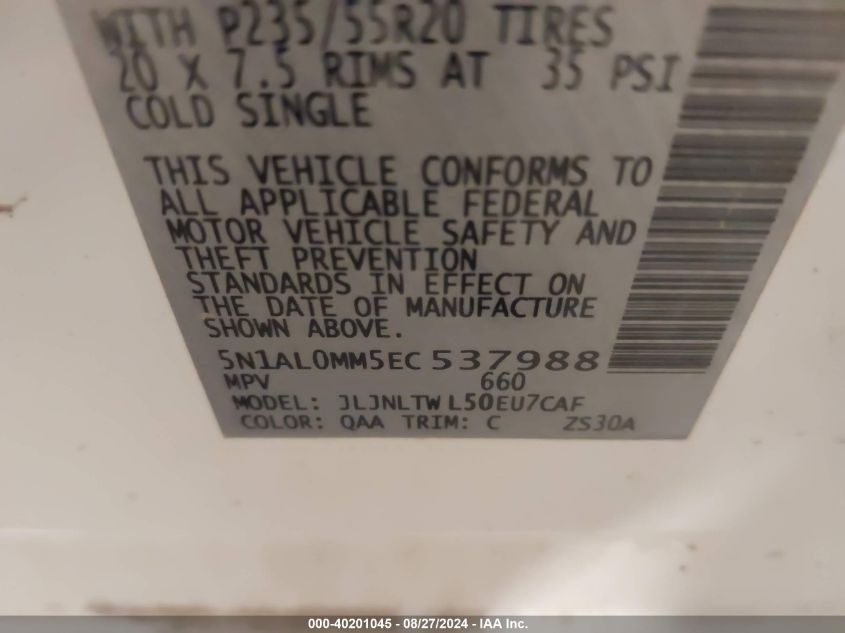 WITH P235/55R20 TIRES
20 X 7.5 RIMS AT 35 PSI
COLD SINGLE
THIS VEHICLE CONFORMS TO
ALL APPLICABLE FEDERAL
MOTOR VEHICLE SAFETY AND
THEFT PREVENTION
STANDARDS IN EFFECT ON
THE DATE OF MANUFACTURE
SHOWN ABOVE.
5N1AL0MM5EC 537988
MPV 660
MODEL: JLJNLTW L50EU7CAF
COLOR: QAA TRIM: C ZS30A
000-40201045 - 08/27/2024 - IAA Inc.